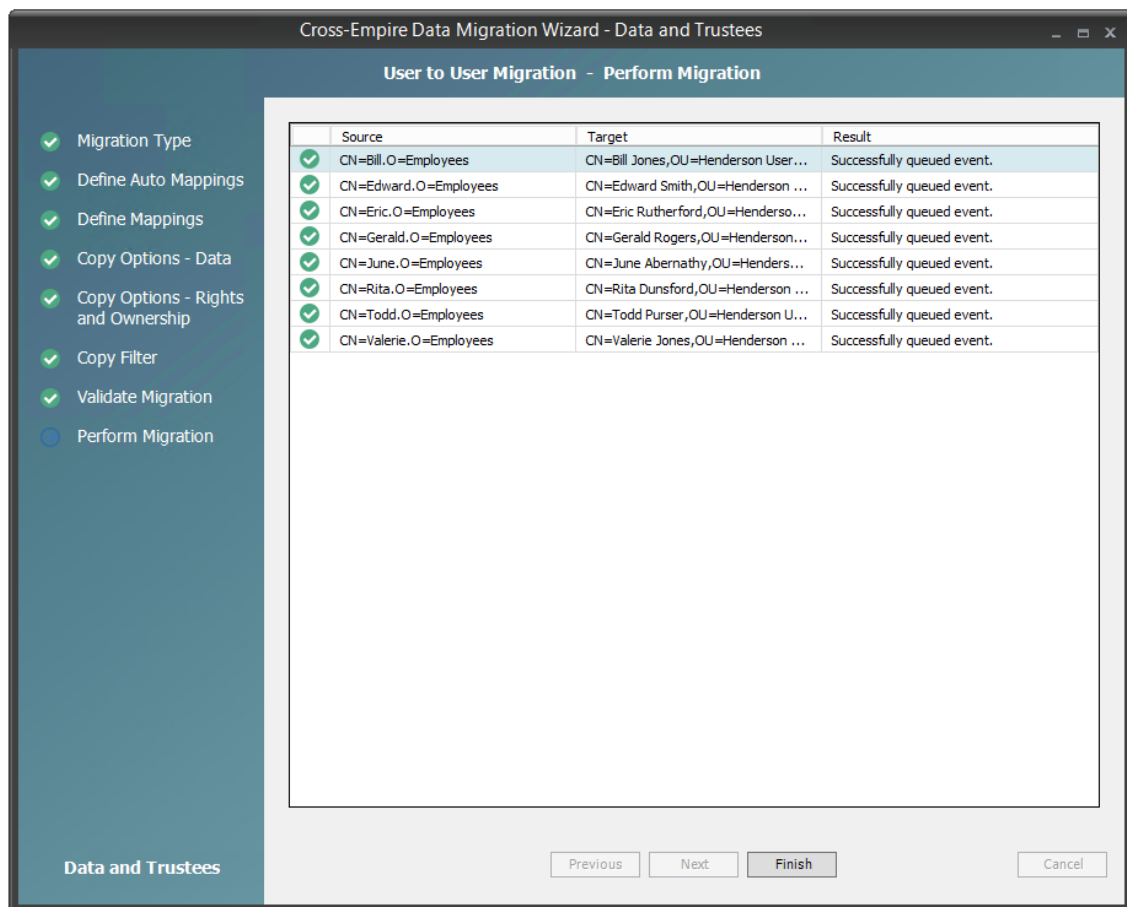 Cross-Empire Data Migration Wizard - Data and Trustees
User to User Migration - Perform Migration
Migration Type
Define Auto Mappings
Define Mappings
Copy Options - Data
Copy Options - Rights
and Ownership
Copy Filter
Validate Migration
Perform Migration
Data and Trustees
Source Target Result
CN=Bill.O=Employees CN=Bill Jones,OU=Henderson User... Successfully queued event.
CN=Edward.O=Employees CN=Edward Smith,OU=Henderson ... Successfully queued event.
CN=Eric.O=Employees CN=Eric Rutherford,OU=Henderso... Successfully queued event.
CN=Gerald.O=Employees CN=Gerald Rogers,OU=Henderson... Successfully queued event.
CN=June.O=Employees CN=June Abernathy,OU=Henders... Successfully queued event.
CN=Rita.O=Employees CN=Rita Dunsford,OU=Henderson ... Successfully queued event.
CN=Todd.O=Employees CN=Todd Purser,OU=Henderson U... Successfully queued event.
CN=Valerie.O=Employees CN=Valerie Jones,OU=Henderson ... Successfully queued event.
Previous Next Finish Cancel